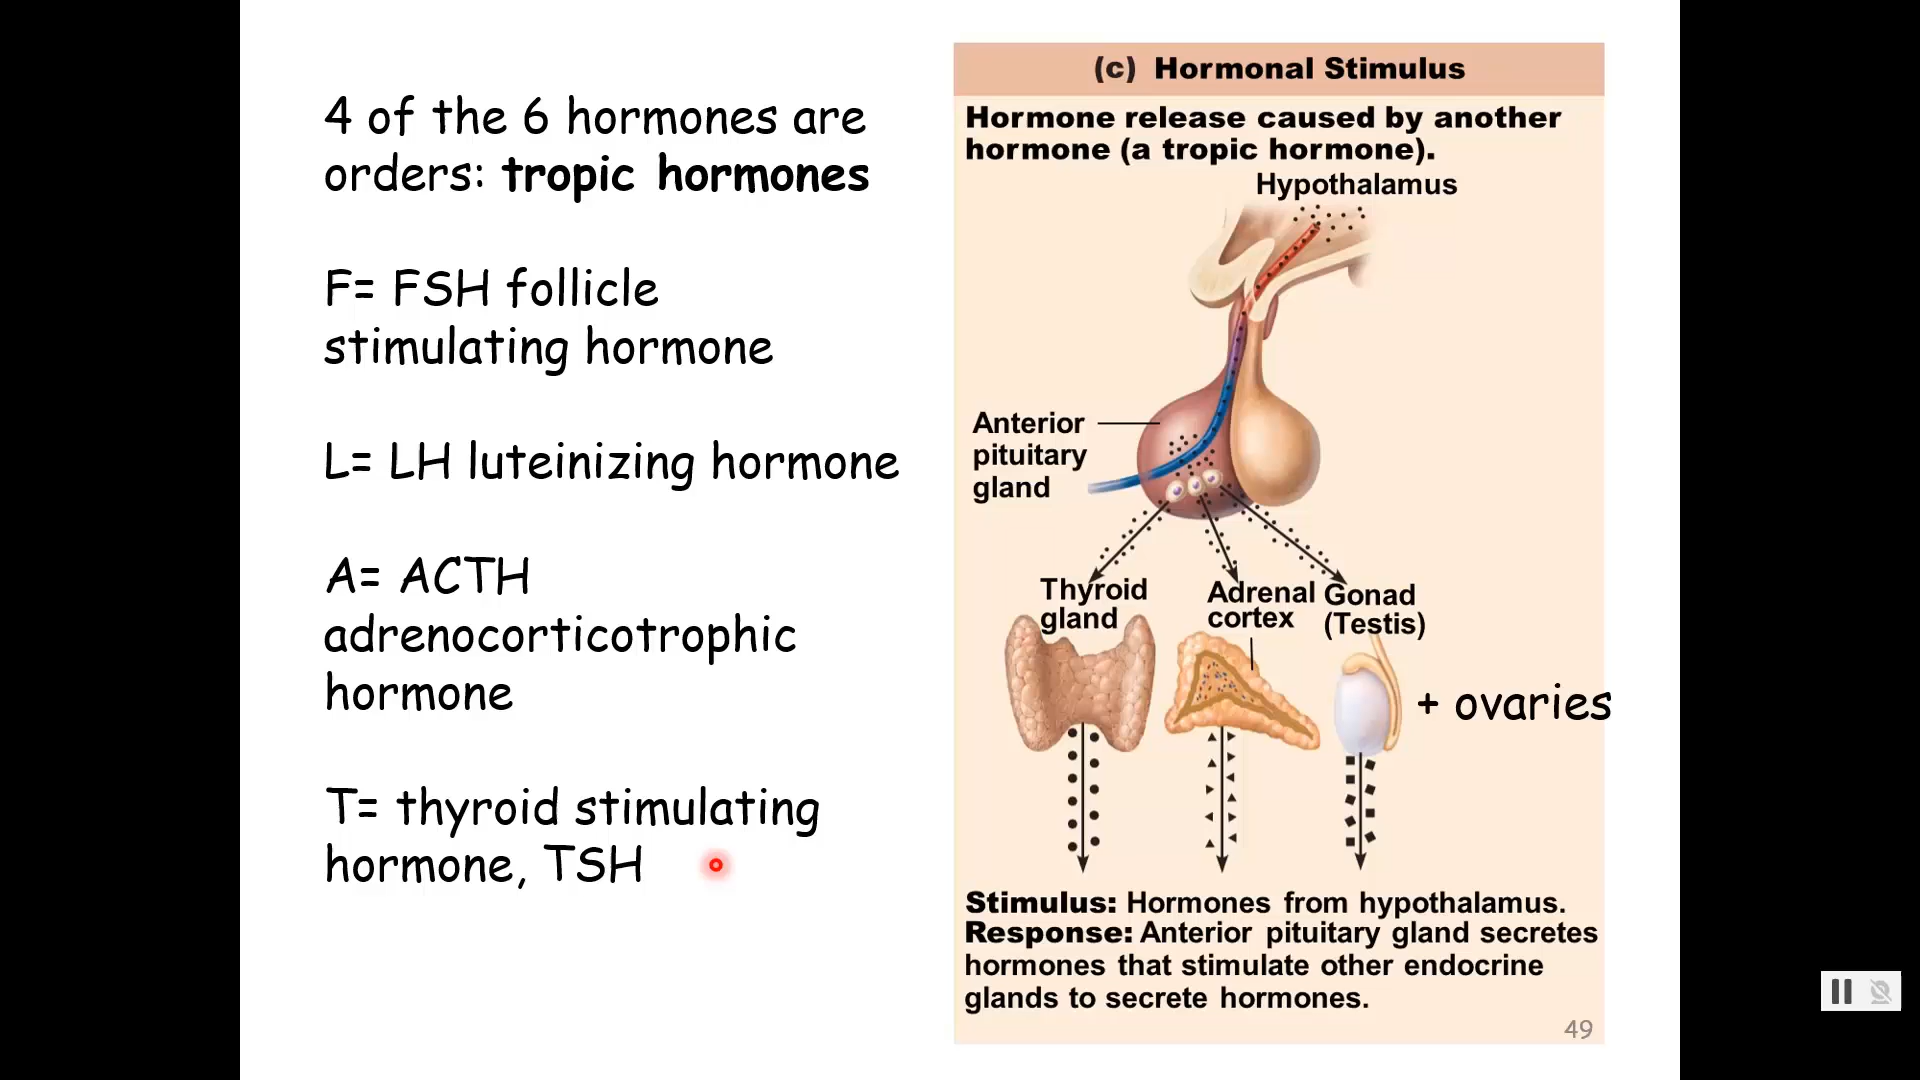 4 of the 6 hormones are
orders: tropic hormones
F= FSH follicle
stimulating hormone
L= LH luteinizing hormone
A= ACTH
adrenocorticotrophic
hormone
T= thyroid stimulating
hormone, TSH
(c) Hormonal Stimulus
Hormone release caused by another
hormone (a tropic hormone).
Hypothalamus
Anterior
pituitary
gland
Thyroid
gland
Adrenal
cortex
Gonad
(Testis)
+ ovaries
Stimulus: Hormones from hypothalamus.
Response: Anterior pituitary gland secretes
hormones that stimulate other endocrine
glands to secrete hormones.
49